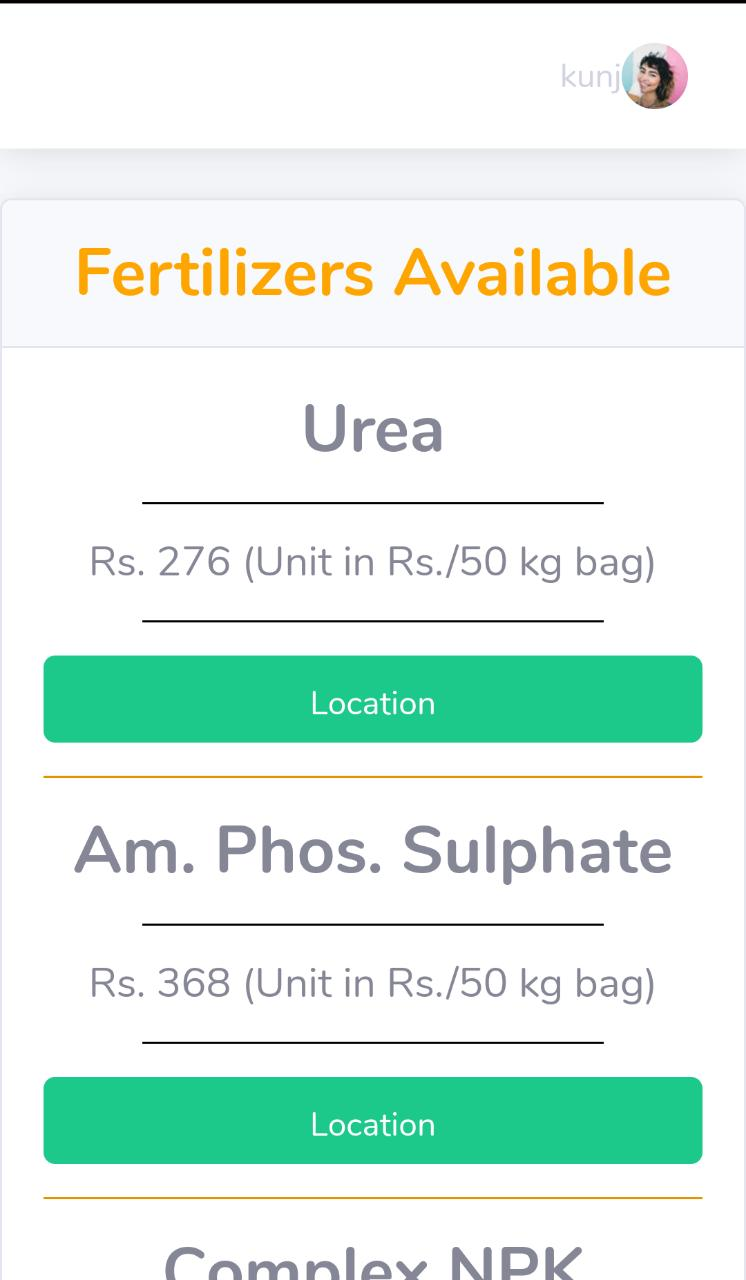 kunj
Fertilizers Available
Urea
Rs. 276 (Unit in Rs./50 kg bag)
Location
Am. Phos. Sulphate
Rs. 368 (Unit in Rs./50 kg bag)
Location
Complex NPK